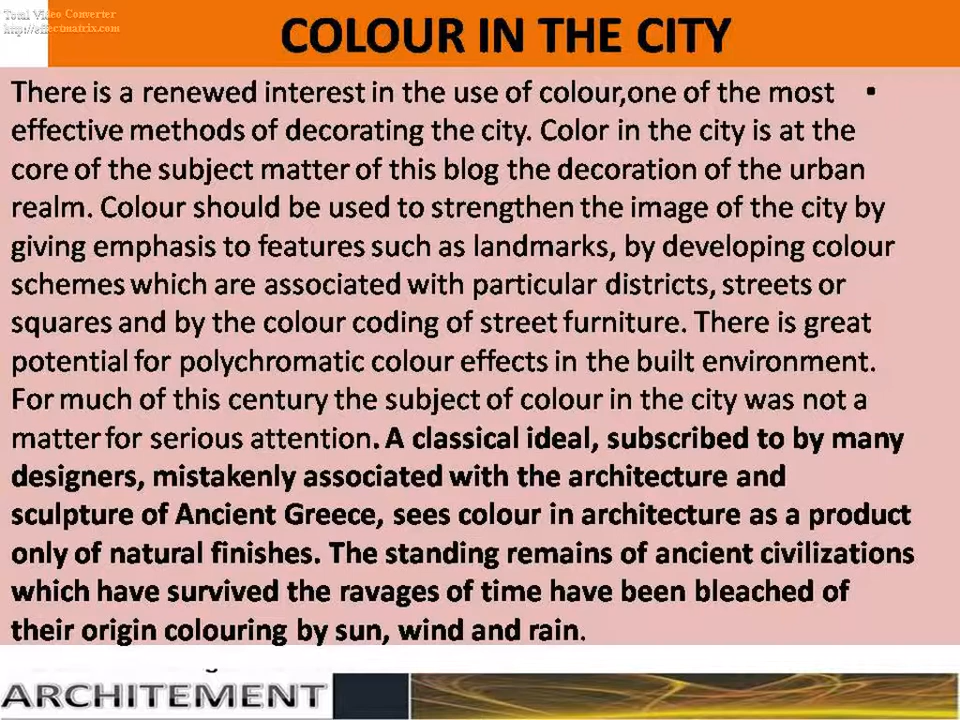 Tomi Video Converter
http://effectmatrix.com
COLOUR IN THE CITY
There is a renewed interest in the use of colour,one of the most •
effective methods of decorating the city. Color in the city is at the
core of the subject matter of this blog the decoration of the urban
realm. Colour should be used to strengthen the image of the city by
giving emphasis to features such as landmarks, by developing colour
schemes which are associated with particular districts, streets or
squares and by the colour coding of street furniture. There is great
potential for polychromatic colour effects in the built environment.
For much of this century the subject of colour in the city was not a
matter for serious attention. A classical ideal, subscribed to by many
designers, mistakenly associated with the architecture and
sculpture of Ancient Greece, sees colour in architecture as a product
only of natural finishes. The standing remains of ancient civilizations
which have survived the ravages of time have been bleached of
their origin colouring by sun, wind and rain.
ARCHITEMENT